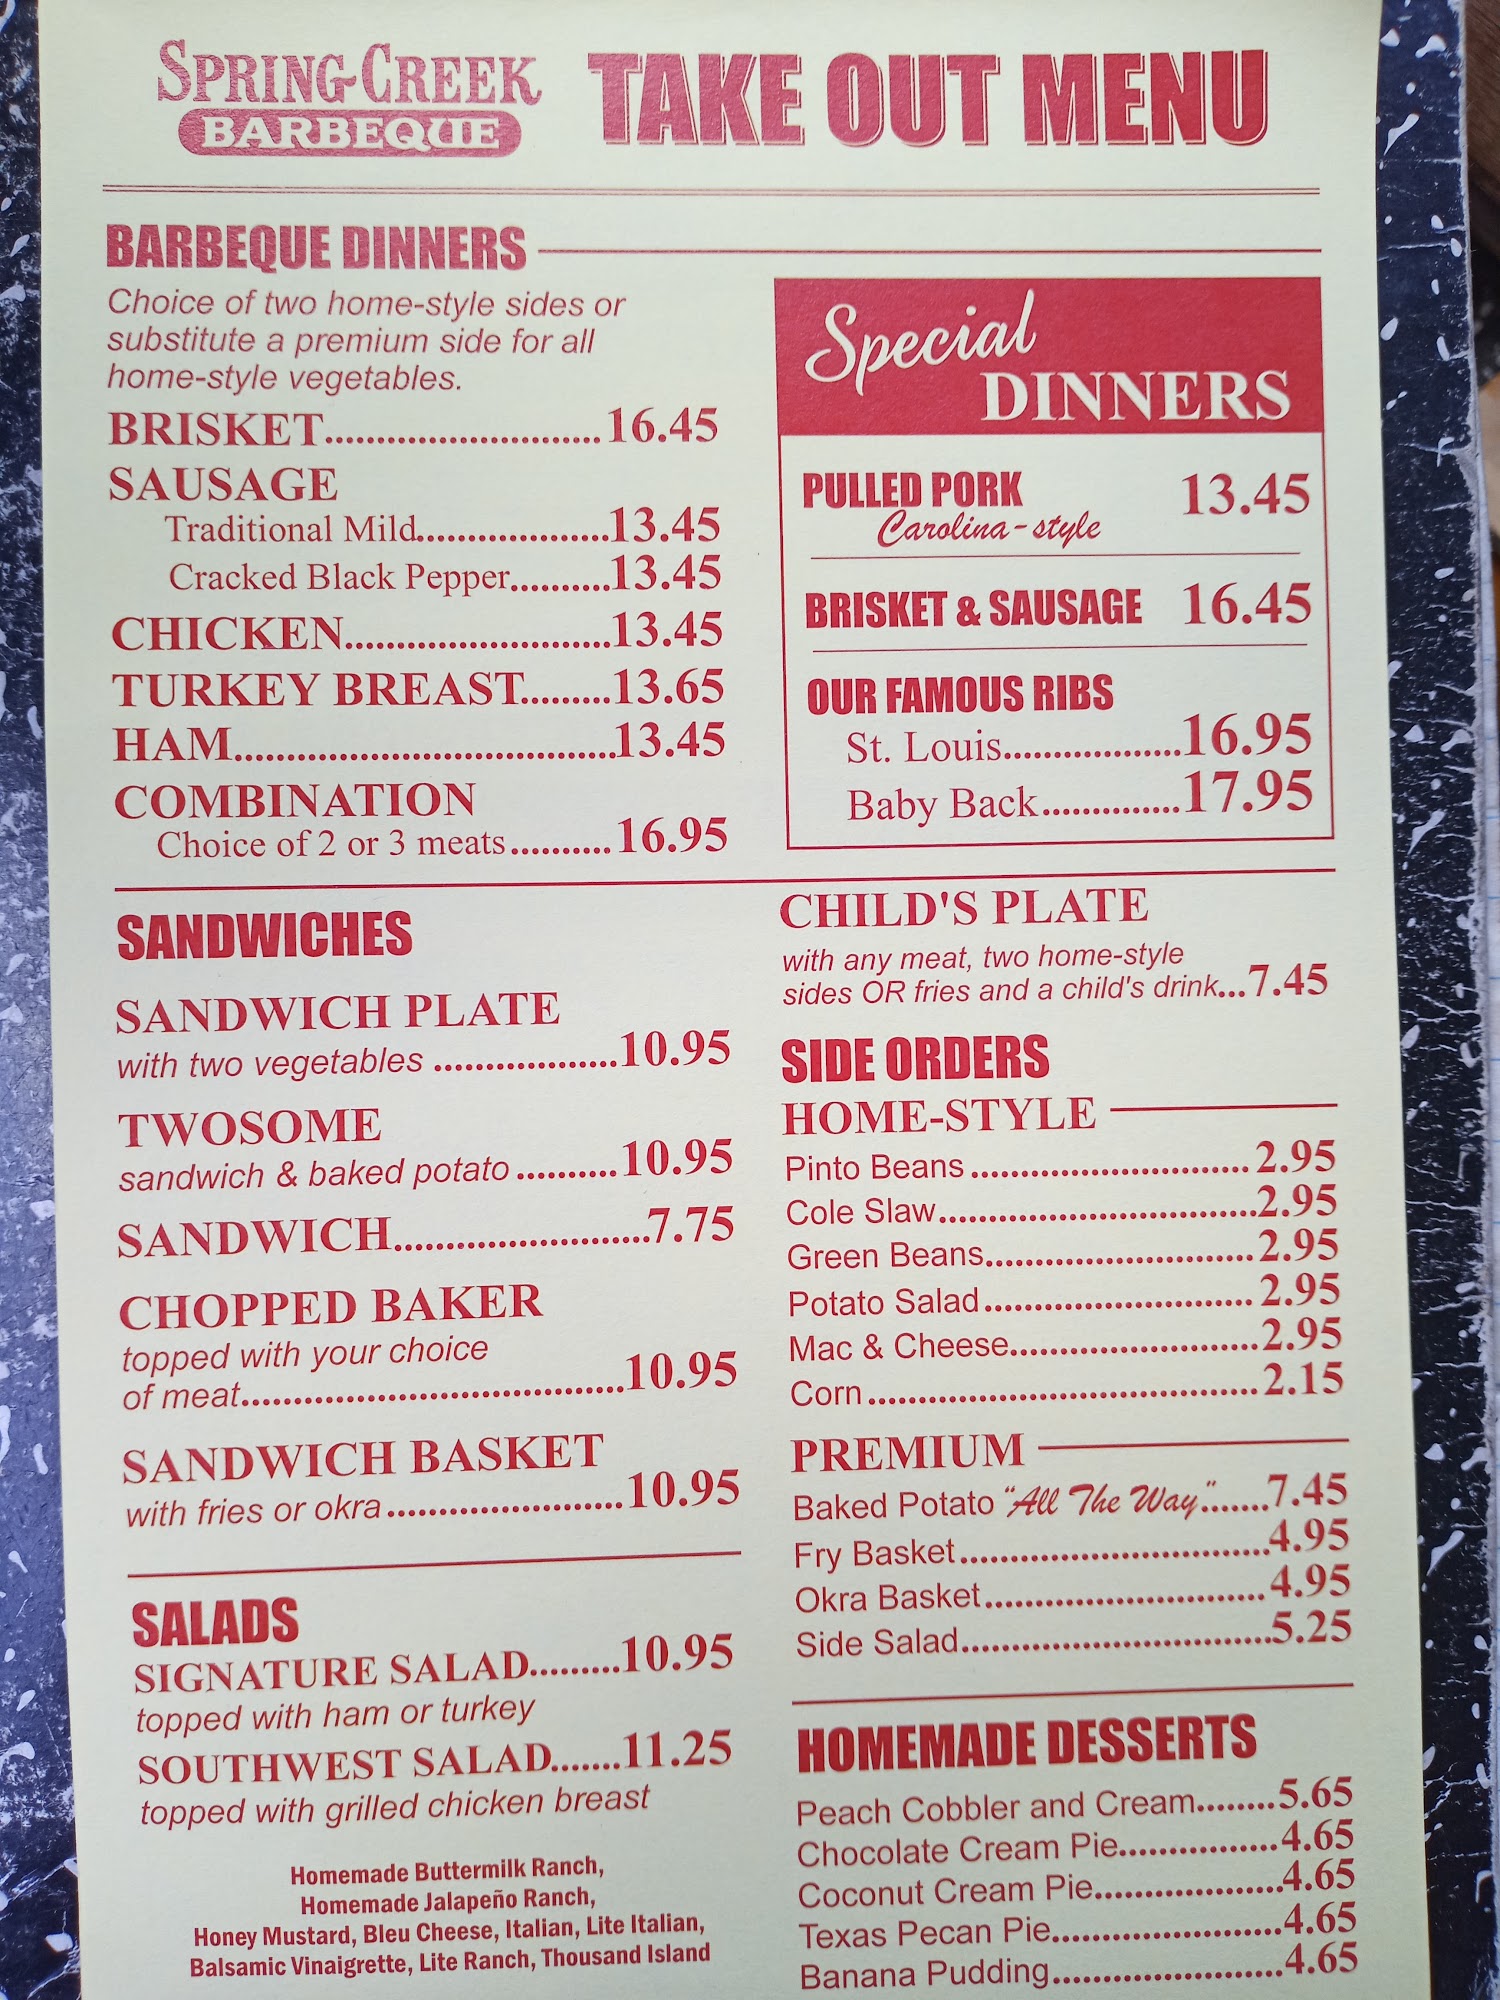 SPRING CREEK
BARBEQUE
TAKE OUT MENU
BARBEQUE DINNERS
Choice of two home-style sides or
substitute a premium side for all
home-style vegetables.
BRISKET..........................16.45
SAUSAGE
Traditional Mild...................13.45
Cracked Black Pepper..........13.45
CHICKEN..........................13.45
TURKEY BREAST.........13.65
HAM.....................................13.45
COMBINATION
Choice of 2 or 3 meats..........16.95
Special
DINNERS
PULLED PORK 13.45
Carolina-style
BRISKET & SAUSAGE 16.45
OUR FAMOUS RIBS
St. Louis.................16.95
Baby Back.............17.95
SANDWICHES
SANDWICH PLATE
with two vegetables ..................10.95
TWOSOME
sandwich & baked potato ..........10.95
SANDWICH.........................7.75
CHOPPED BAKER
topped with your choice
of meat.....................................10.95
SANDWICH BASKET
with fries or okra.......................10.95
SALADS
SIGNATURE SALAD.........10.95
topped with ham or turkey
SOUTHWEST SALAD.......11.25
topped with grilled chicken breast
Homemade Buttermilk Ranch,
Homemade Jalapeño Ranch,
Honey Mustard, Bleu Cheese, Italian, Lite Italian,
Balsamic Vinaigrette, Lite Ranch, Thousand Island
CHILD'S PLATE
with any meat, two home-style
sides OR fries and a child's drink...7.45
SIDE ORDERS
HOME-STYLE
Pinto Beans ...........................2.95
Cole Slaw...............................2.95
Green Beans..........................2.95
Potato Salad..........................2.95
Mac & Cheese........................2.95
Corn ......................................2.15
PREMIUM
Baked Potato "All The Way".......7.45
Fry Basket..............................4.95
Okra Basket...........................4.95
Side Salad..............................5.25
HOMEMADE DESSERTS
Peach Cobbler and Cream........5.65
Chocolate Cream Pie...............4.65
Coconut Cream Pie..................4.65
Texas Pecan Pie......................4.65
Banana Pudding......................4.65